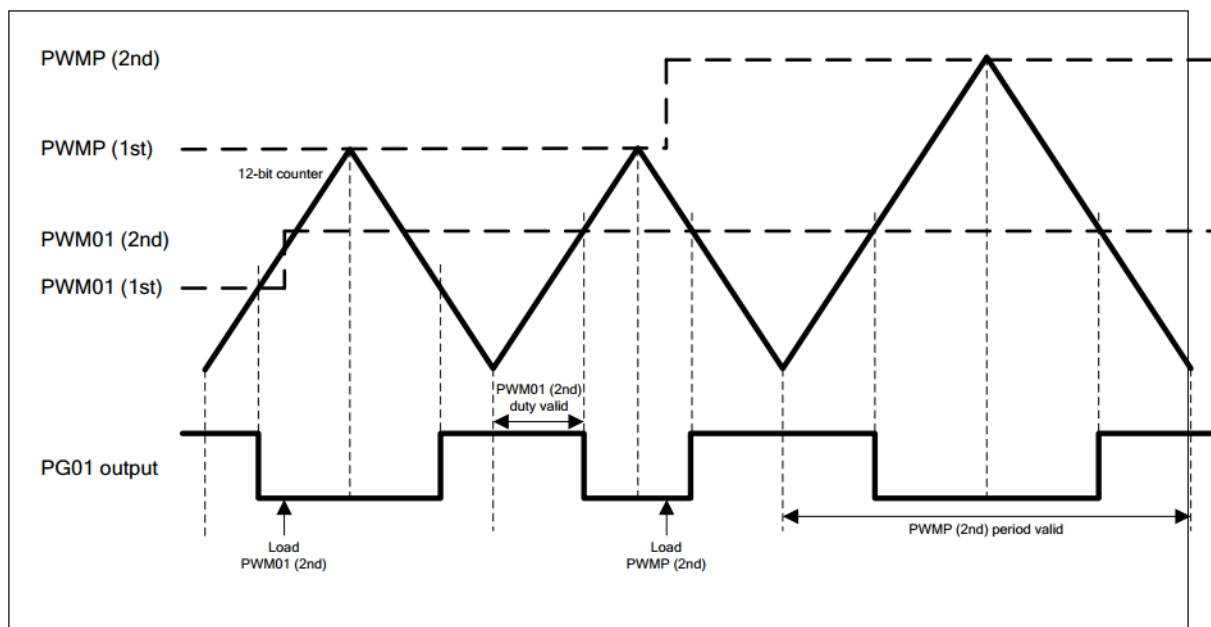 PWMP (2nd)
PWMP (1st)
12-bit counter
PWM01 (2nd)
PWM01 (1st)
PWM01 (2nd)
duty valid
PG01 output
PWMP (2nd) period valid
Load
PWM01 (2nd)
Load
PWMP (2nd)